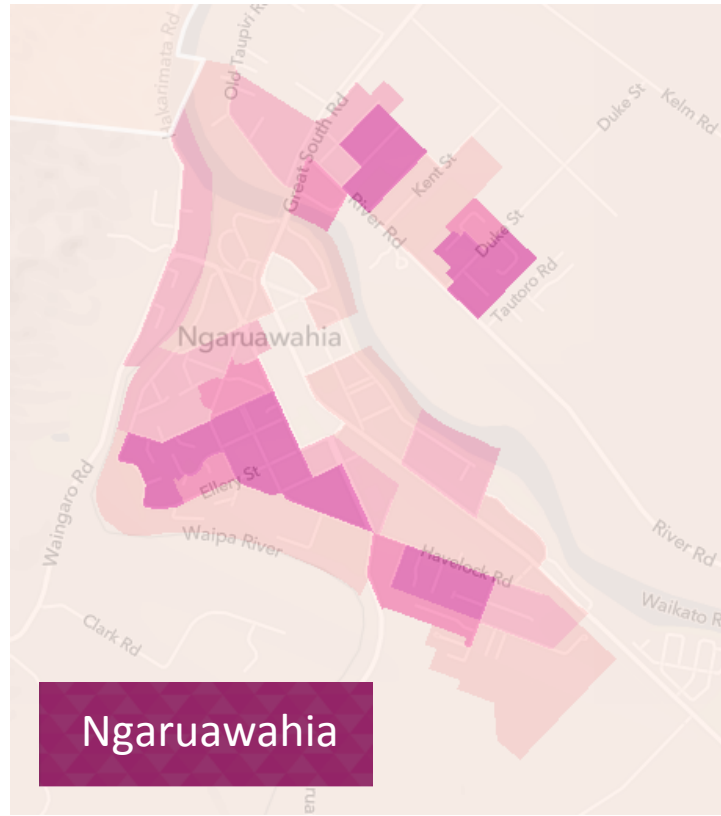 Hakarimata Rd
Old Taupiri Rd
Great South Rd
Duke St
Kelm Rd
Kent St
River Rd
Duke St
Tautoro Rd
Ngaruawahia
Ellery St
Waingaro Rd
Waipa River
Havelock Rd
River Rd
Waikato R
Clark Rd
Ngaruawahia
rua